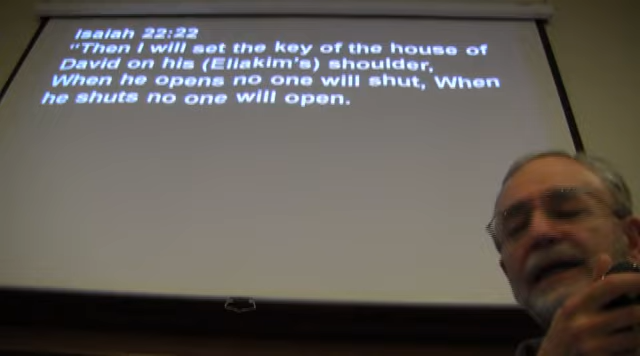 Isaiah 22:22
"Then I will set the key of the house of
David on his (Eliakim's) shoulder,
When he opens no one will shut, When
he shuts no one will open.